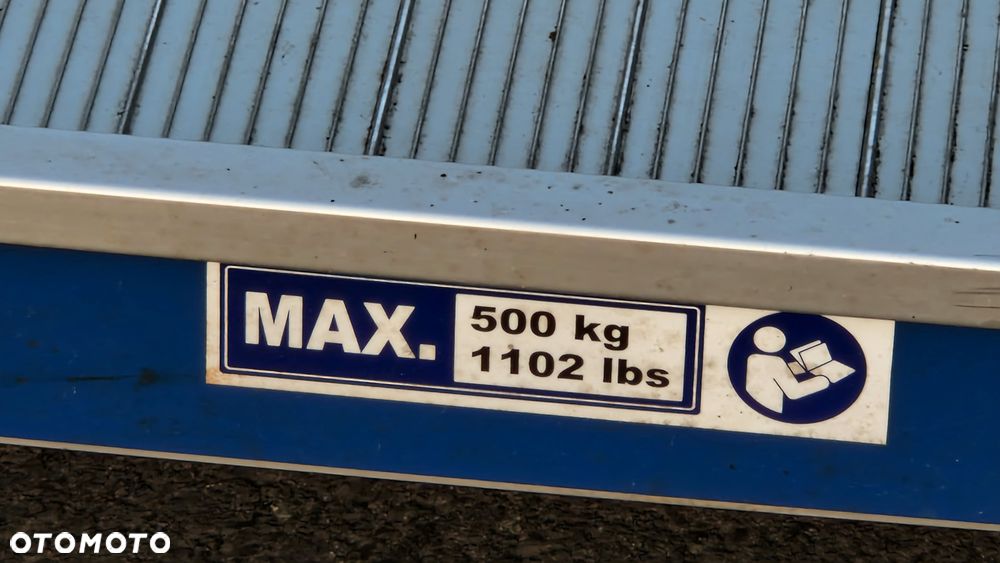 MAX.
500 kg
1102 lbs
OTOMOTO